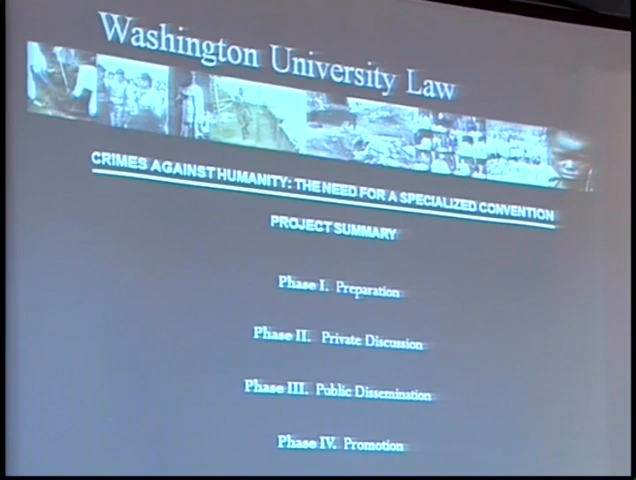 Washington University Law
CRIMES AGAINST HUMANITY: THE NEED FOR A SPECIALIZED CONVENTION
PROJECT SUMMARY
Phase I. Preparation
Phase II. Private Discussion
Phase III. Public Dissemination
Phase IV. Promotion